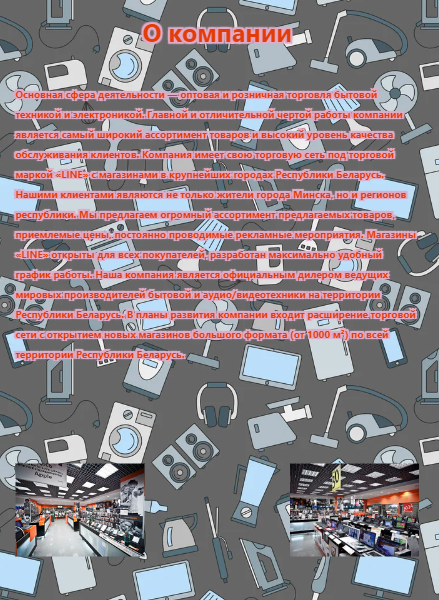 О компании
Основная сфера деятельности — оптовая и розничная торговля бытовой
техникой и электроникой. Главной и отличительной чертой работы компании
является самый широкий ассортимент товаров и высокий уровень качества
обслуживания клиентов. Компания имеет свою торговую сеть под торговой
маркой «LINE» с магазинами в крупнейших городах Республики Беларусь.
Нашими клиентами являются не только жители города Минска, но и регионов
республики. Мы предлагаем огромный ассортимент предлагаемых товаров,
приемлемые цены, постоянно проводимые рекламные мероприятия. Магазины
«LINE» открыты для всех покупателей, разработан максимально удобный
график работы. Наша компания является официальным дилером ведущих
мировых производителей бытовой и аудио/видеотехники на территории
Республики Беларусь. В планы развития компании входит расширение торговой
сети с открытием новых магазинов большого формата (от 1000 м²) по всей
территории Республики Беларусь.